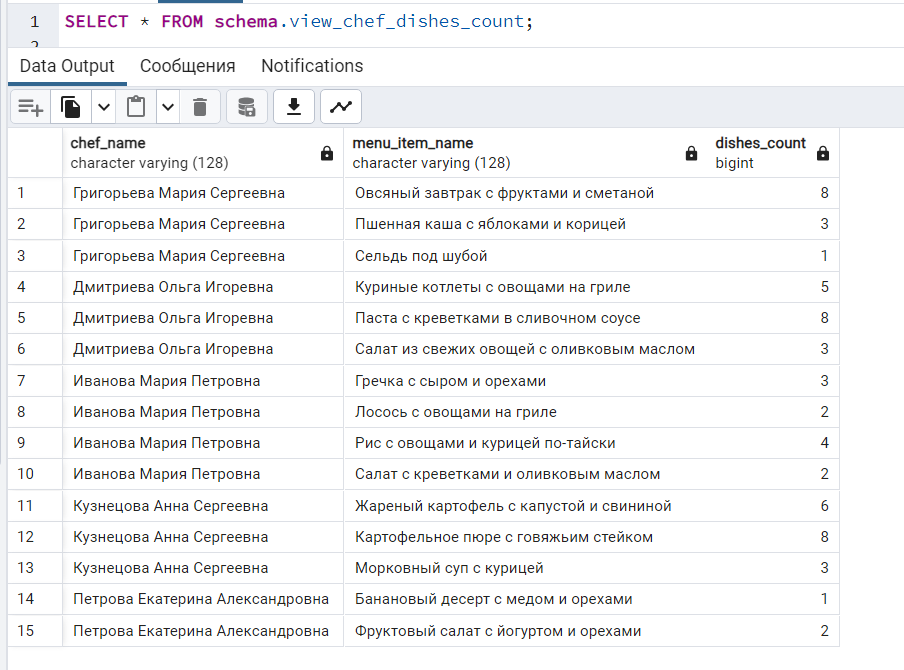 1 SELECT * FROM schema.view_chef_dishes_count;
2
Data Output Сообщения Notifications
chef_name menu_item_name dishes_count
character varying (128) character varying (128) bigint
1 Григорьева Мария Сергеевна Овсяный завтрак с фруктами и сметаной 8
2 Григорьева Мария Сергеевна Пшенная каша с яблоками и корицей 3
3 Григорьева Мария Сергеевна Сельдь под шубой 1
4 Дмитриева Ольга Игоревна Куриные котлеты с овощами на гриле 5
5 Дмитриева Ольга Игоревна Паста с креветками в сливочном соусе 8
6 Дмитриева Ольга Игоревна Салат из свежих овощей с оливковым маслом 3
7 Иванова Мария Петровна Гречка с сыром и орехами 3
8 Иванова Мария Петровна Лосось с овощами на гриле 2
9 Иванова Мария Петровна Рис с овощами и курицей по-тайски 4
10 Иванова Мария Петровна Салат с креветками и оливковым маслом 2
11 Кузнецова Анна Сергеевна Жареный картофель с капустой и свининой 6
12 Кузнецова Анна Сергеевна Картофельное пюре с говяжьим стейком 8
13 Кузнецова Анна Сергеевна Морковный суп с курицей 3
14 Петрова Екатерина Александровна Банановый десерт с медом и орехами 1
15 Петрова Екатерина Александровна Фруктовый салат с йогуртом и орехами 2